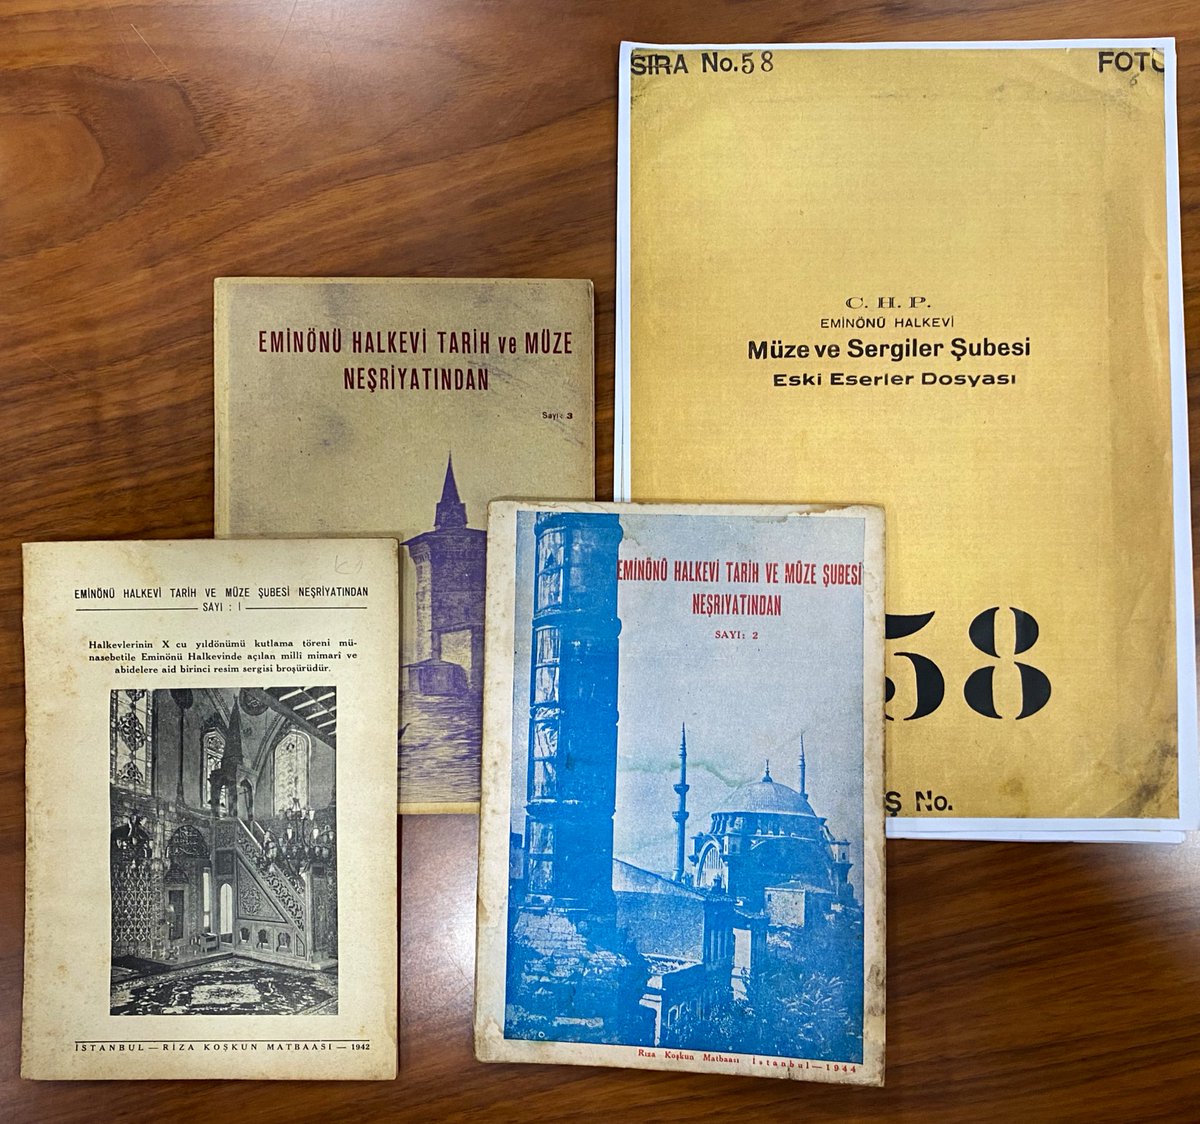 SIRA No.58
FOTO
C. H. P.
EMİNÖNÜ HALKEVİ
Müze ve Sergiler Şubesi
Eski Eserler Dosyası
58
Ş No.
EMİNÖNÜ HALKEVİ TARİH ve MÜZE
NEŞRİYATINDAN
Sayı: 3
EMİNÖNÜ HALKEVİ TARİH VE MÜZE ŞUBESİ NEŞRİYATINDAN
SAYI : I
Halkevlerinin X cu yıldönümü kutlama töreni mü-
nasebetile Eminönü Halkevinde açılan millî mimarî ve
abidelere aid birinci resim sergisi broşürüdür.
İSTANBUL — RIZA KOŞKUN MATBAASI — 1942
EMİNÖNÜ HALKEVİ TARİH VE MÜZE ŞUBESİ
NEŞRİYATINDAN
SAYI: 2
Rıza Koşkun Matbaası İstanbul—1944